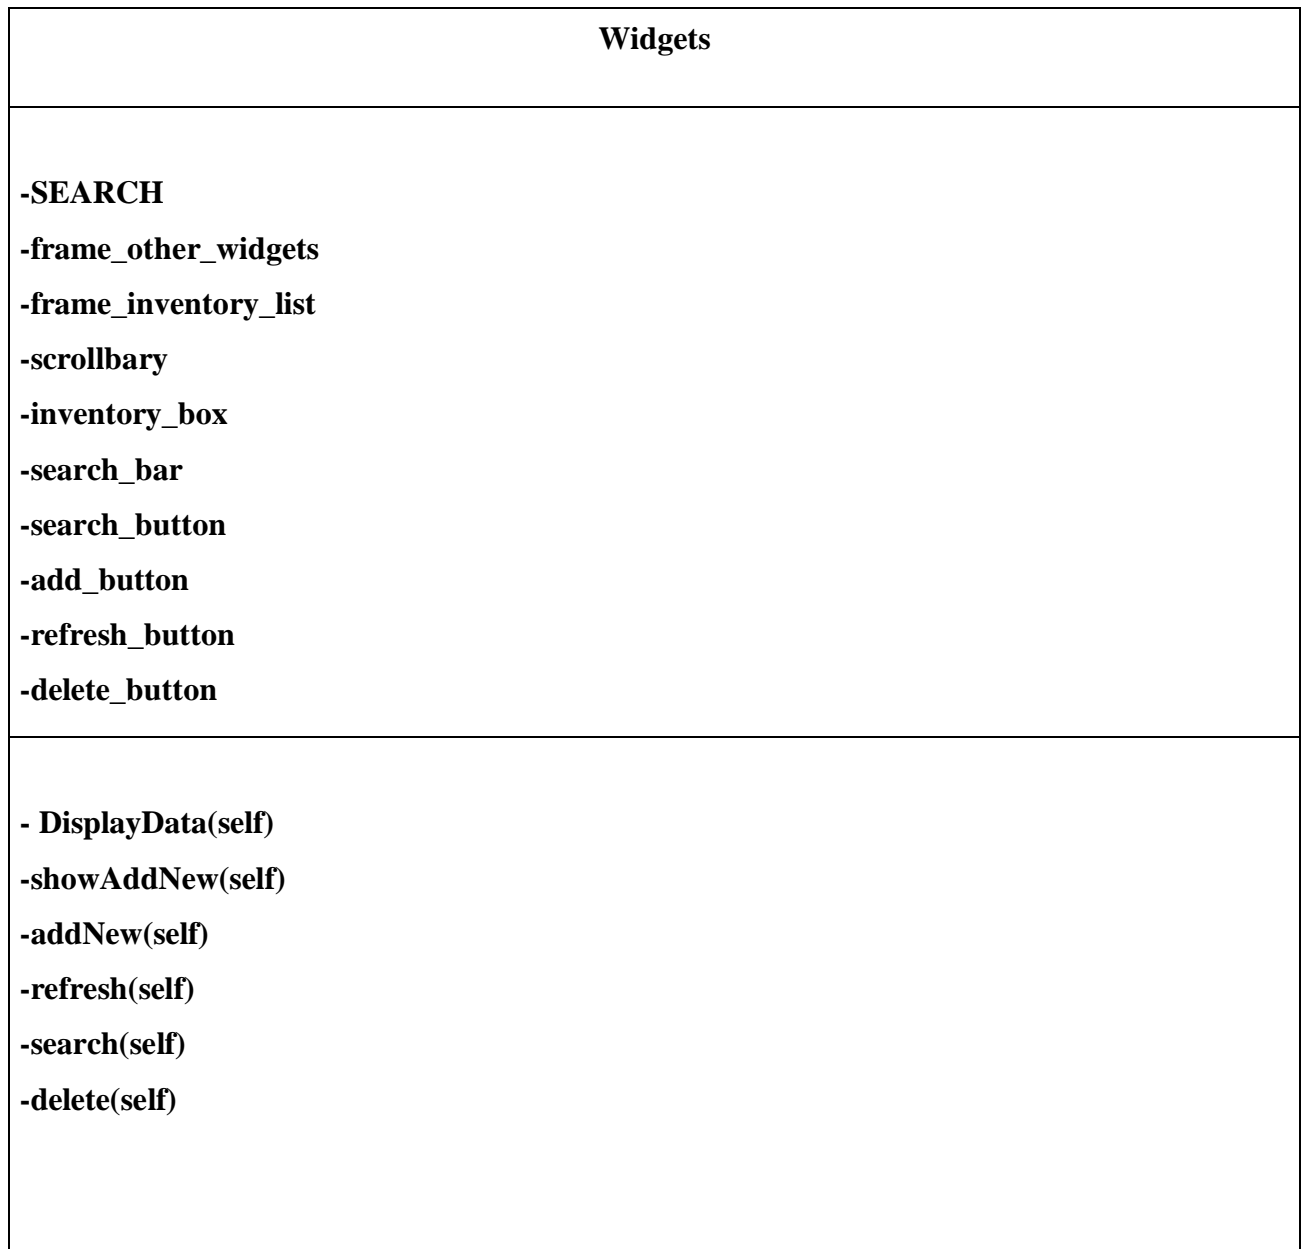 Widgets
-SEARCH
-frame_other_widgets
-frame_inventory_list
-scrollbary
-inventory_box
-search_bar
-search_button
-add_button
-refresh_button
-delete_button
- DisplayData(self)
-showAddNew(self)
-addNew(self)
-refresh(self)
-search(self)
-delete(self)